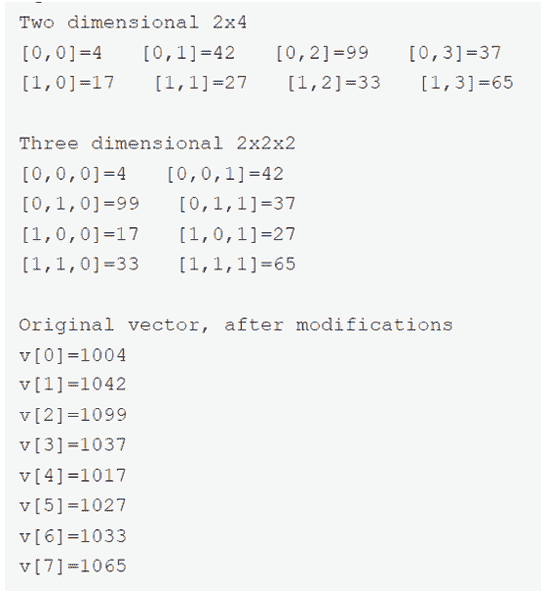 Two dimensional 2x4
[0,0]=4   [0,1]=42   [0,2]=99   [0,3]=37
[1,0]=17   [1,1]=27   [1,2]=33   [1,3]=65
Three dimensional 2x2x2
[0,0,0]=4   [0,0,1]=42
[0,1,0]=99   [0,1,1]=37
[1,0,0]=17   [1,0,1]=27
[1,1,0]=33   [1,1,1]=65
Original vector, after modifications
v[0]=1004
v[1]=1042
v[2]=1099
v[3]=1037
v[4]=1017
v[5]=1027
v[6]=1033
v[7]=1065